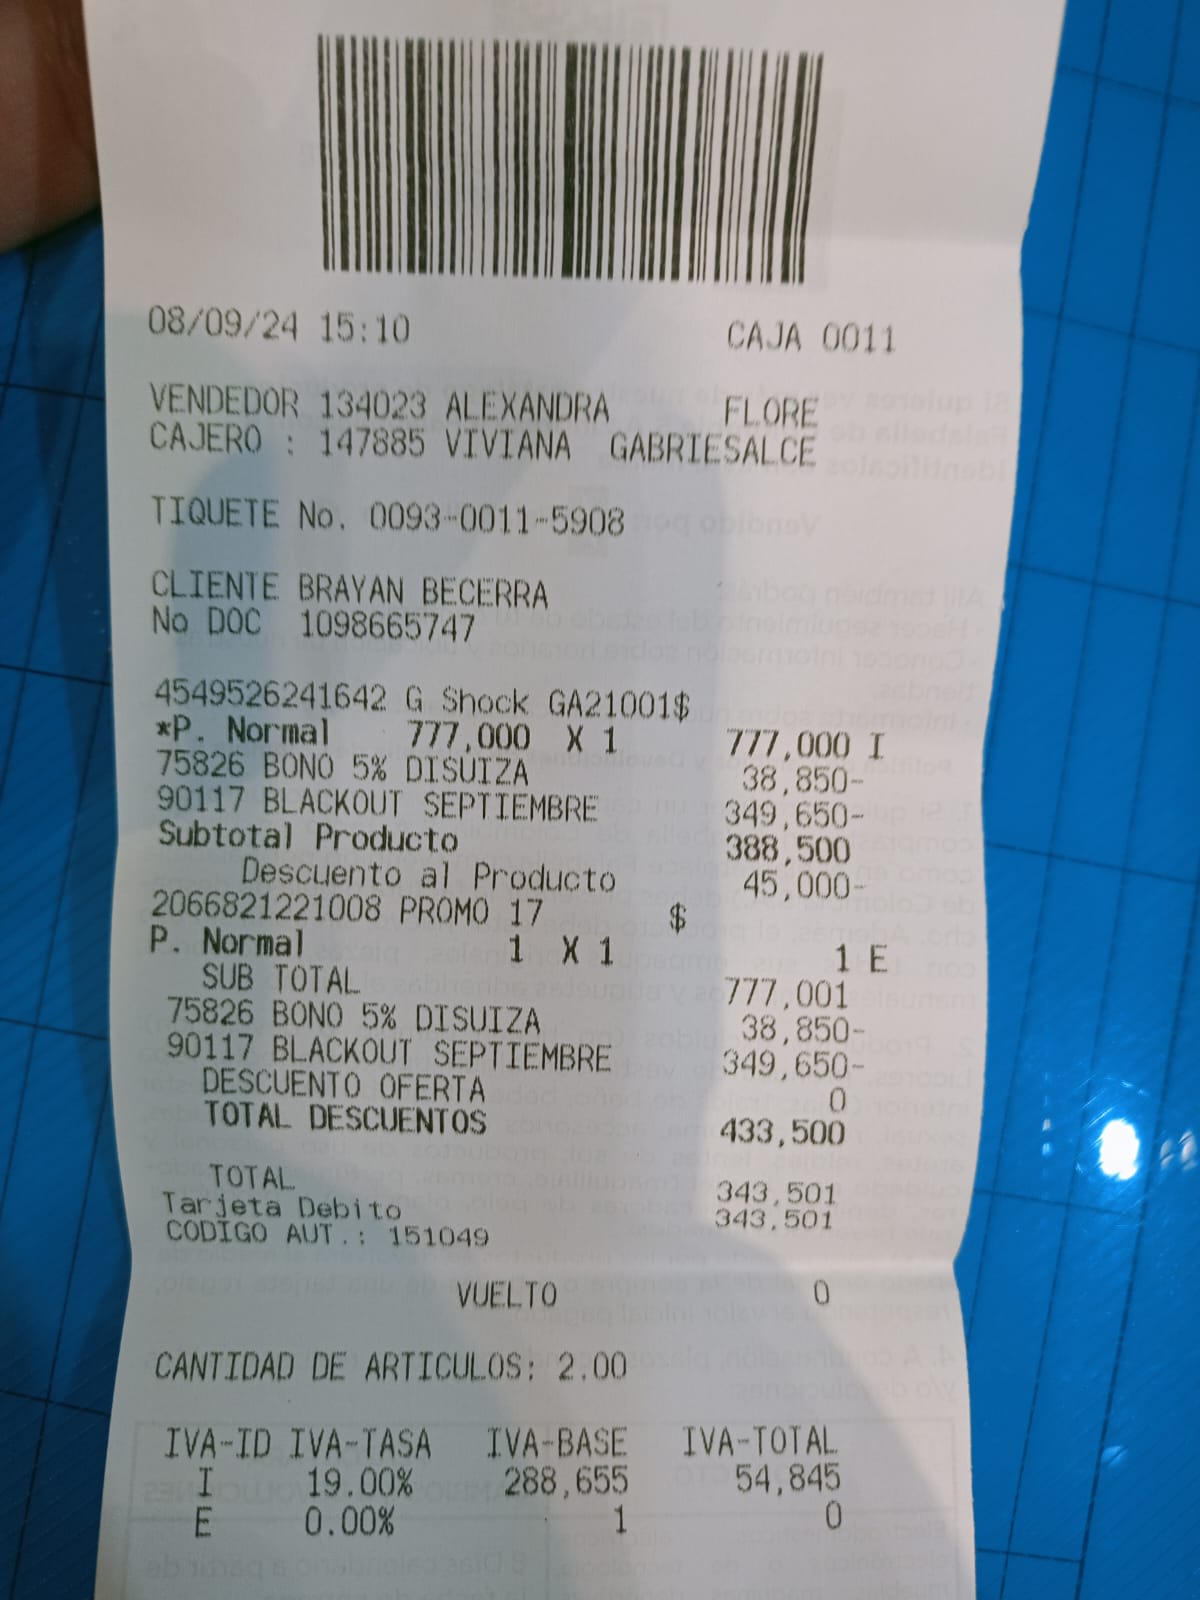 08/09/24 15:10 CAJA 0011
VENDEDOR 134023 ALEXANDRA FLORE
CAJERO : 147885 VIVIANA GABRIESALCE
TIQUETE No. 0093-0011-5908
CLIENTE BRAYAN BECERRA
No DOC 1098665747
4549526241642 G Shock GA21001$
*P. Normal 777,000 X 1 777,000 I
75826 BONO 5% DISUIZA 38,850-
90117 BLACKOUT SEPTIEMBRE 349,650-
Subtotal Producto 388,500
Descuento al Producto 45,000-
2066821221008 PROMO 17 $
P. Normal 1 X 1 1 E
SUB TOTAL 777,001
75826 BONO 5% DISUIZA 38,850-
90117 BLACKOUT SEPTIEMBRE 349,650-
DESCUENTO OFERTA 0
TOTAL DESCUENTOS 433,500
TOTAL 343,501
Tarjeta Debito 343,501
CODIGO AUT.: 151049
VUELTO 0
CANTIDAD DE ARTICULOS: 2.00
IVA-ID IVA-TASA IVA-BASE IVA-TOTAL
I 19.00% 288,655 54,845
E 0.00% 1 0